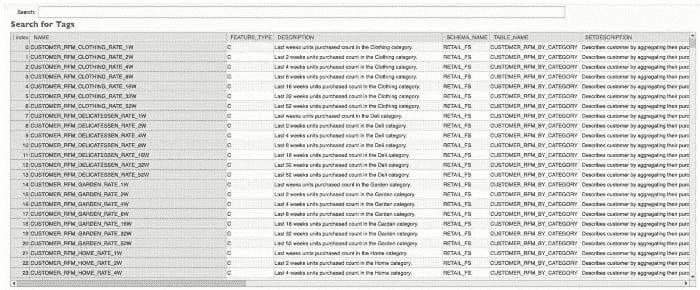 Search:
Search for Tags
index NAME FEATURE_TYPE DESCRIPTION SCHEMA_NAME TABLE_NAME SETDESCRIPTION
0 CUSTOMER_RFM_CLOTHING_RATE_1W C Last weeks units purchased count in the Clothing category. RETAIL_FS CUSTOMER_RFM_BY_CATEGORY Describes customer by aggregating their purc
1 CUSTOMER_RFM_CLOTHING_RATE_2W C Last 2 weeks units purchased count in the Clothing category. RETAIL_FS CUSTOMER_RFM_BY_CATEGORY Describes customer by aggregating their purc
2 CUSTOMER_RFM_CLOTHING_RATE_4W C Last 4 weeks units purchased count in the Clothing category. RETAIL_FS CUSTOMER_RFM_BY_CATEGORY Describes customer by aggregating their purc
3 CUSTOMER_RFM_CLOTHING_RATE_8W C Last 8 weeks units purchased count in the Clothing category. RETAIL_FS CUSTOMER_RFM_BY_CATEGORY Describes customer by aggregating their purc
4 CUSTOMER_RFM_CLOTHING_RATE_16W C Last 16 weeks units purchased count in the Clothing category. RETAIL_FS CUSTOMER_RFM_BY_CATEGORY Describes customer by aggregating their purc
5 CUSTOMER_RFM_CLOTHING_RATE_32W C Last 32 weeks units purchased count in the Clothing category. RETAIL_FS CUSTOMER_RFM_BY_CATEGORY Describes customer by aggregating their purc
6 CUSTOMER_RFM_CLOTHING_RATE_52W C Last 52 weeks units purchased count in the Clothing category. RETAIL_FS CUSTOMER_RFM_BY_CATEGORY Describes customer by aggregating their purc
7 CUSTOMER_RFM_DELICATESSEN_RATE_1W C Last weeks units purchased count in the Deli category. RETAIL_FS CUSTOMER_RFM_BY_CATEGORY Describes customer by aggregating their purc
8 CUSTOMER_RFM_DELICATESSEN_RATE_2W C Last 2 weeks units purchased count in the Deli category. RETAIL_FS CUSTOMER_RFM_BY_CATEGORY Describes customer by aggregating their purc
9 CUSTOMER_RFM_DELICATESSEN_RATE_4W C Last 4 weeks units purchased count in the Deli category. RETAIL_FS CUSTOMER_RFM_BY_CATEGORY Describes customer by aggregating their purc
10 CUSTOMER_RFM_DELICATESSEN_RATE_8W C Last 8 weeks units purchased count in the Deli category. RETAIL_FS CUSTOMER_RFM_BY_CATEGORY Describes customer by aggregating their purc
11 CUSTOMER_RFM_DELICATESSEN_RATE_16W C Last 16 weeks units purchased count in the Deli category. RETAIL_FS CUSTOMER_RFM_BY_CATEGORY Describes customer by aggregating their purc
12 CUSTOMER_RFM_DELICATESSEN_RATE_32W C Last 32 weeks units purchased count in the Deli category. RETAIL_FS CUSTOMER_RFM_BY_CATEGORY Describes customer by aggregating their purc
13 CUSTOMER_RFM_DELICATESSEN_RATE_52W C Last 52 weeks units purchased count in the Deli category. RETAIL_FS CUSTOMER_RFM_BY_CATEGORY Describes customer by aggregating their purc
14 CUSTOMER_RFM_GARDEN_RATE_1W C Last weeks units purchased count in the Garden category. RETAIL_FS CUSTOMER_RFM_BY_CATEGORY Describes customer by aggregating their purc
15 CUSTOMER_RFM_GARDEN_RATE_2W C Last 2 weeks units purchased count in the Garden category. RETAIL_FS CUSTOMER_RFM_BY_CATEGORY Describes customer by aggregating their purc
16 CUSTOMER_RFM_GARDEN_RATE_4W C Last 4 weeks units purchased count in the Garden category. RETAIL_FS CUSTOMER_RFM_BY_CATEGORY Describes customer by aggregating their purc
17 CUSTOMER_RFM_GARDEN_RATE_8W C Last 8 weeks units purchased count in the Garden category. RETAIL_FS CUSTOMER_RFM_BY_CATEGORY Describes customer by aggregating their purc
18 CUSTOMER_RFM_GARDEN_RATE_16W C Last 16 weeks units purchased count in the Garden category. RETAIL_FS CUSTOMER_RFM_BY_CATEGORY Describes customer by aggregating their purc
19 CUSTOMER_RFM_GARDEN_RATE_32W C Last 32 weeks units purchased count in the Garden category. RETAIL_FS CUSTOMER_RFM_BY_CATEGORY Describes customer by aggregating their purc
20 CUSTOMER_RFM_GARDEN_RATE_52W C Last 52 weeks units purchased count in the Garden category. RETAIL_FS CUSTOMER_RFM_BY_CATEGORY Describes customer by aggregating their purc
21 CUSTOMER_RFM_HOME_RATE_1W C Last weeks units purchased count in the Home category. RETAIL_FS CUSTOMER_RFM_BY_CATEGORY Describes customer by aggregating their purc
22 CUSTOMER_RFM_HOME_RATE_2W C Last 2 weeks units purchased count in the Home category. RETAIL_FS CUSTOMER_RFM_BY_CATEGORY Describes customer by aggregating their purc
23 CUSTOMER_RFM_HOME_RATE_4W C Last 4 weeks units purchased count in the Home category. RETAIL_FS CUSTOMER_RFM_BY_CATEGORY Describes customer by aggregating their purc